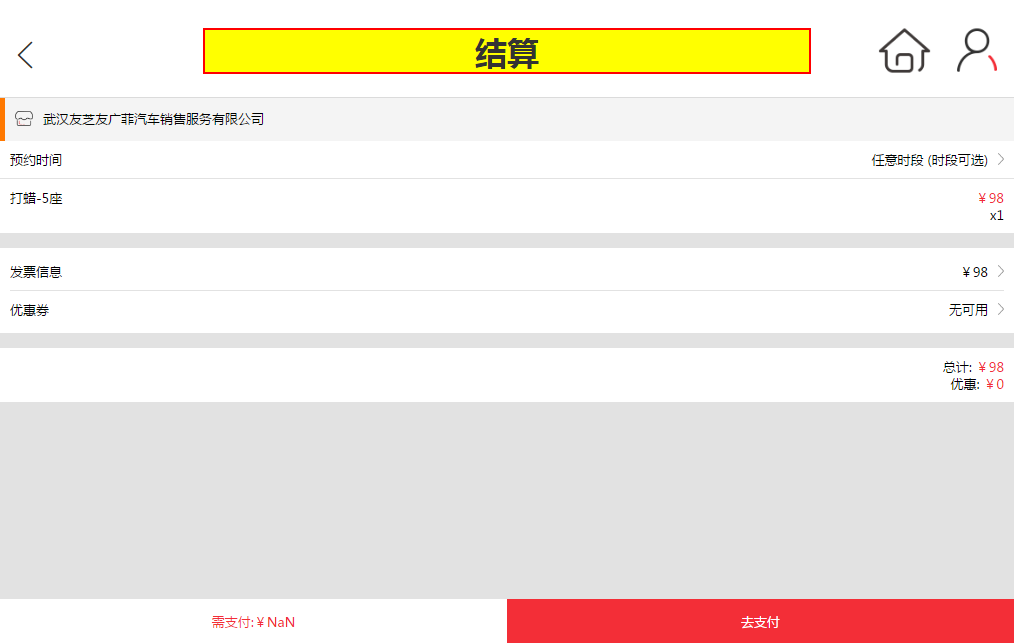 结算
武汉友芝友广菲汽车销售服务有限公司
预约时间 任意时段 (时段可选)
打蜡-5座 ¥ 98
x1
发票信息 ¥ 98
优惠券 无可用
总计: ¥ 98
优惠: ¥ 0
需支付: ¥ NaN 去支付